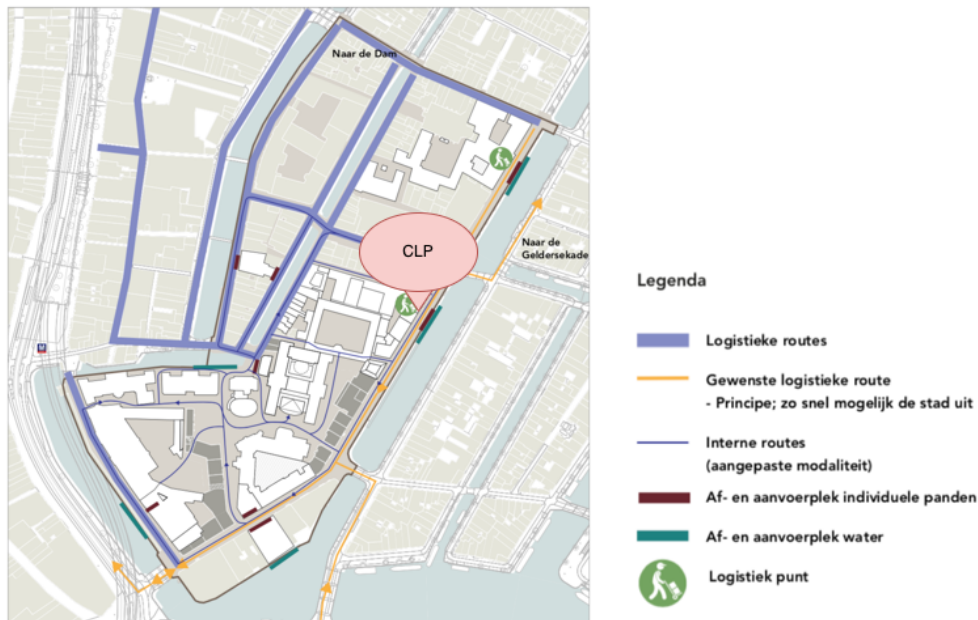 Naar de Dam
CLP
Naar de
Geldersekade
M
Legenda
Logistieke routes
Gewenste logistieke route
- Principe; zo snel mogelijk de stad uit
Interne routes
(aangepaste modaliteit)
Af- en aanvoerplek individuele panden
Af- en aanvoerplek water
Logistiek punt